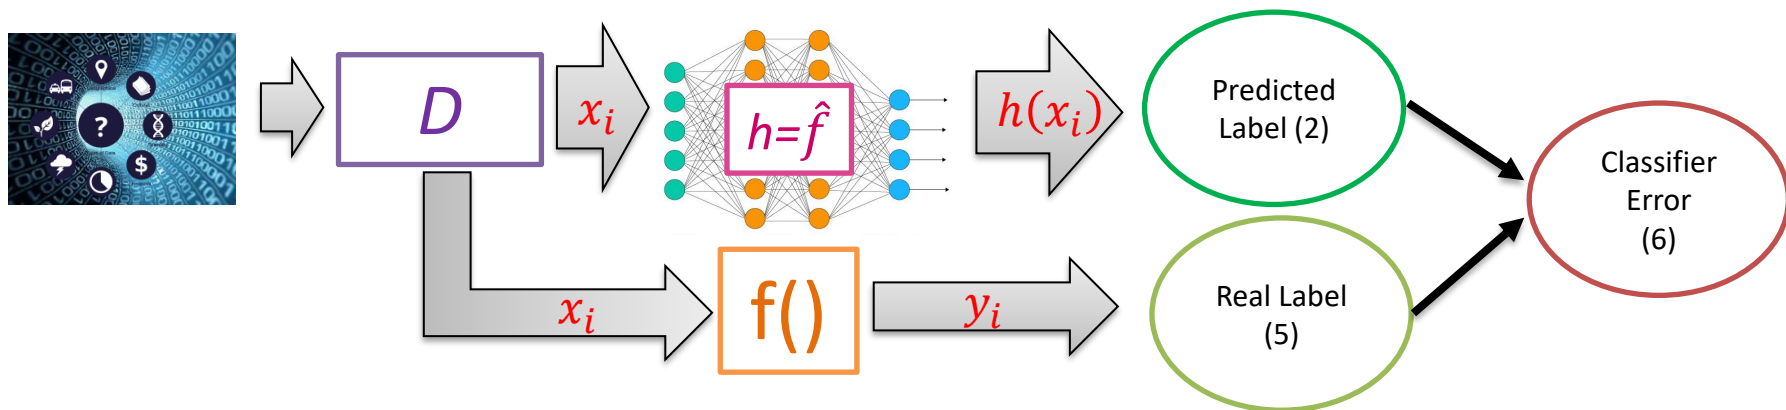 ?
$
D
x_i
h=f̂
h(x_i)
Predicted
Label (2)
Classifier
Error
(6)
x_i
f()
y_i
Real Label
(5)